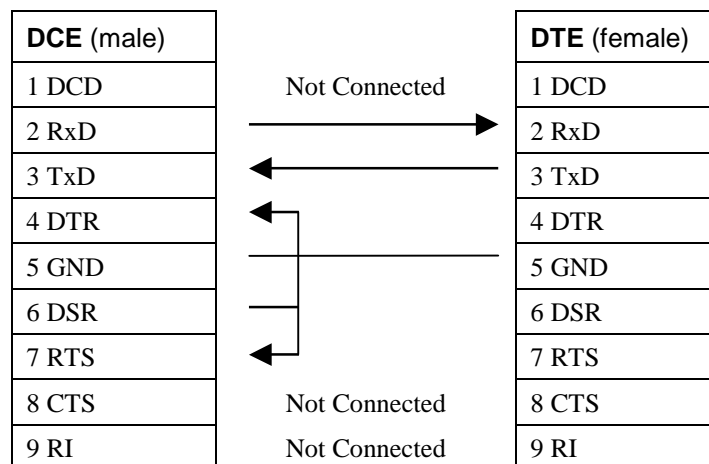 DCE (male) DTE (female)
1 DCD Not Connected 1 DCD
2 RxD 2 RxD
3 TxD 3 TxD
4 DTR 4 DTR
5 GND 5 GND
6 DSR 6 DSR
7 RTS 7 RTS
8 CTS Not Connected 8 CTS
9 RI Not Connected 9 RI